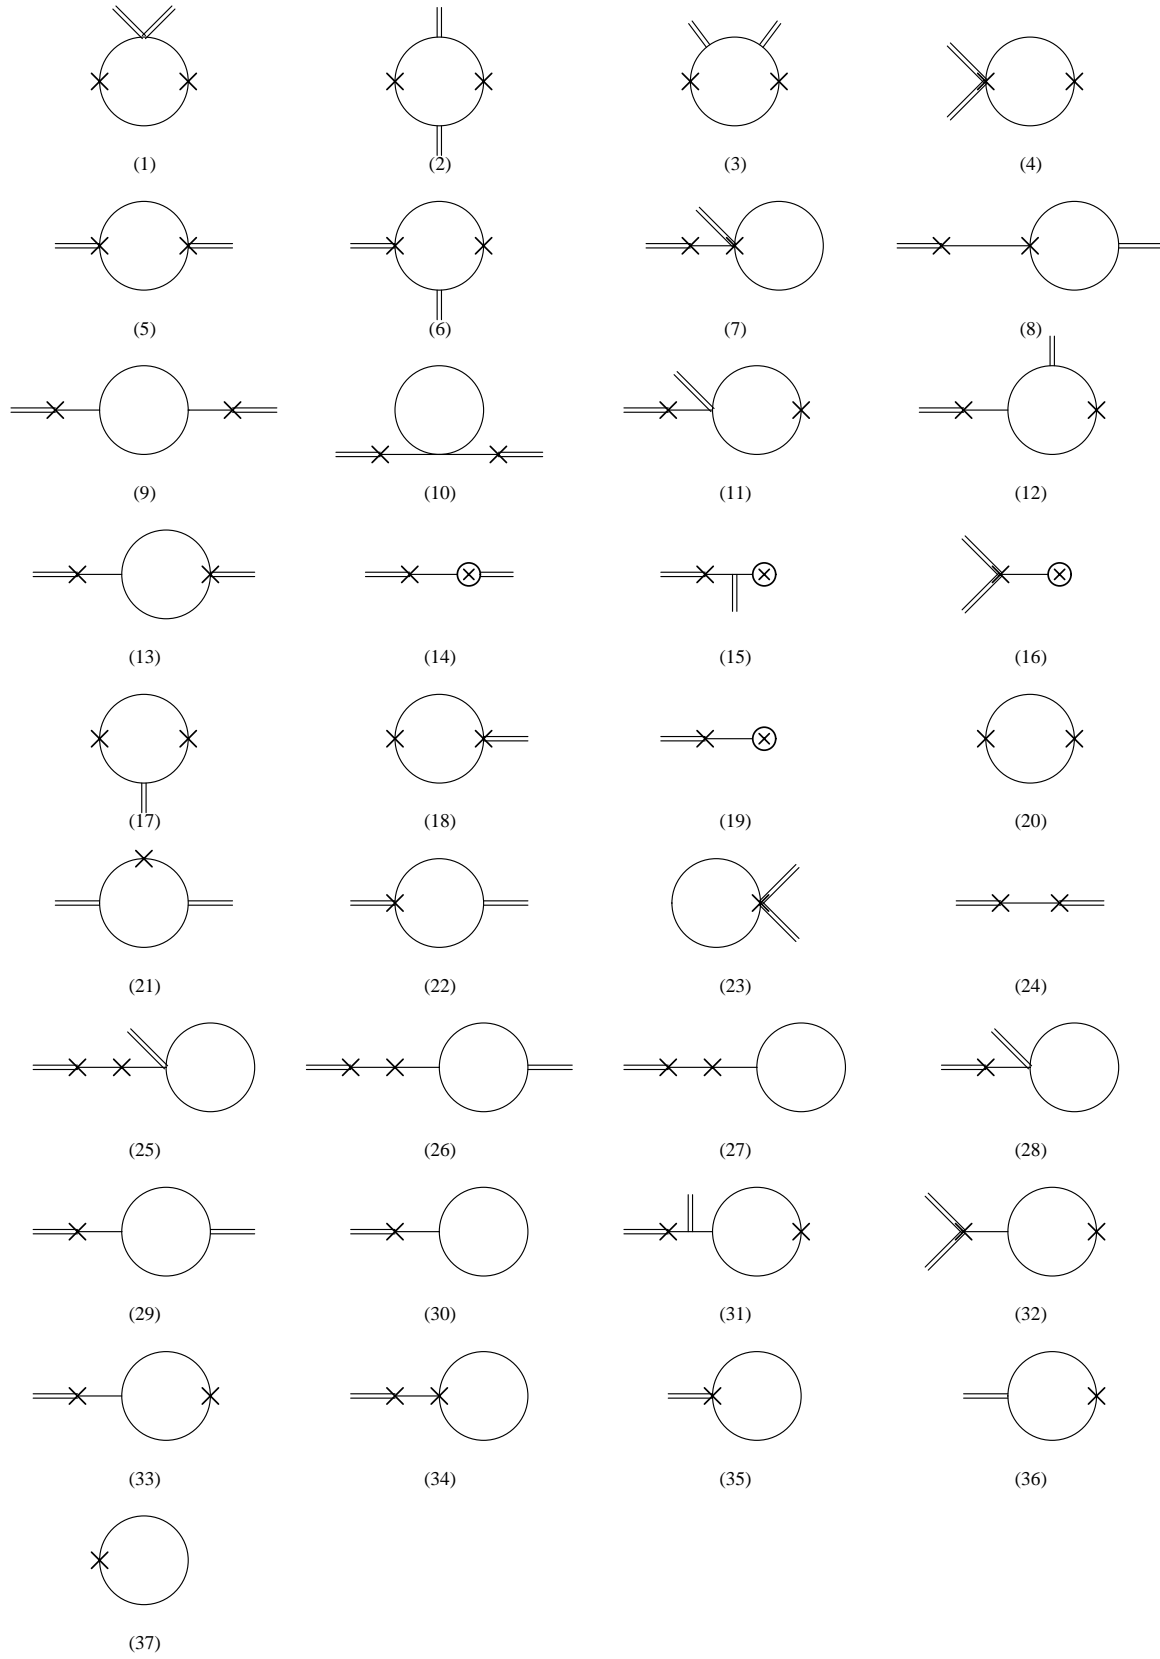 (1) (2) (3) (4)
(5) (6) (7) (8)
(9) (10) (11) (12)
(13) (14) (15) (16)
(17) (18) (19) (20)
(21) (22) (23) (24)
(25) (26) (27) (28)
(29) (30) (31) (32)
(33) (34) (35) (36)
(37)